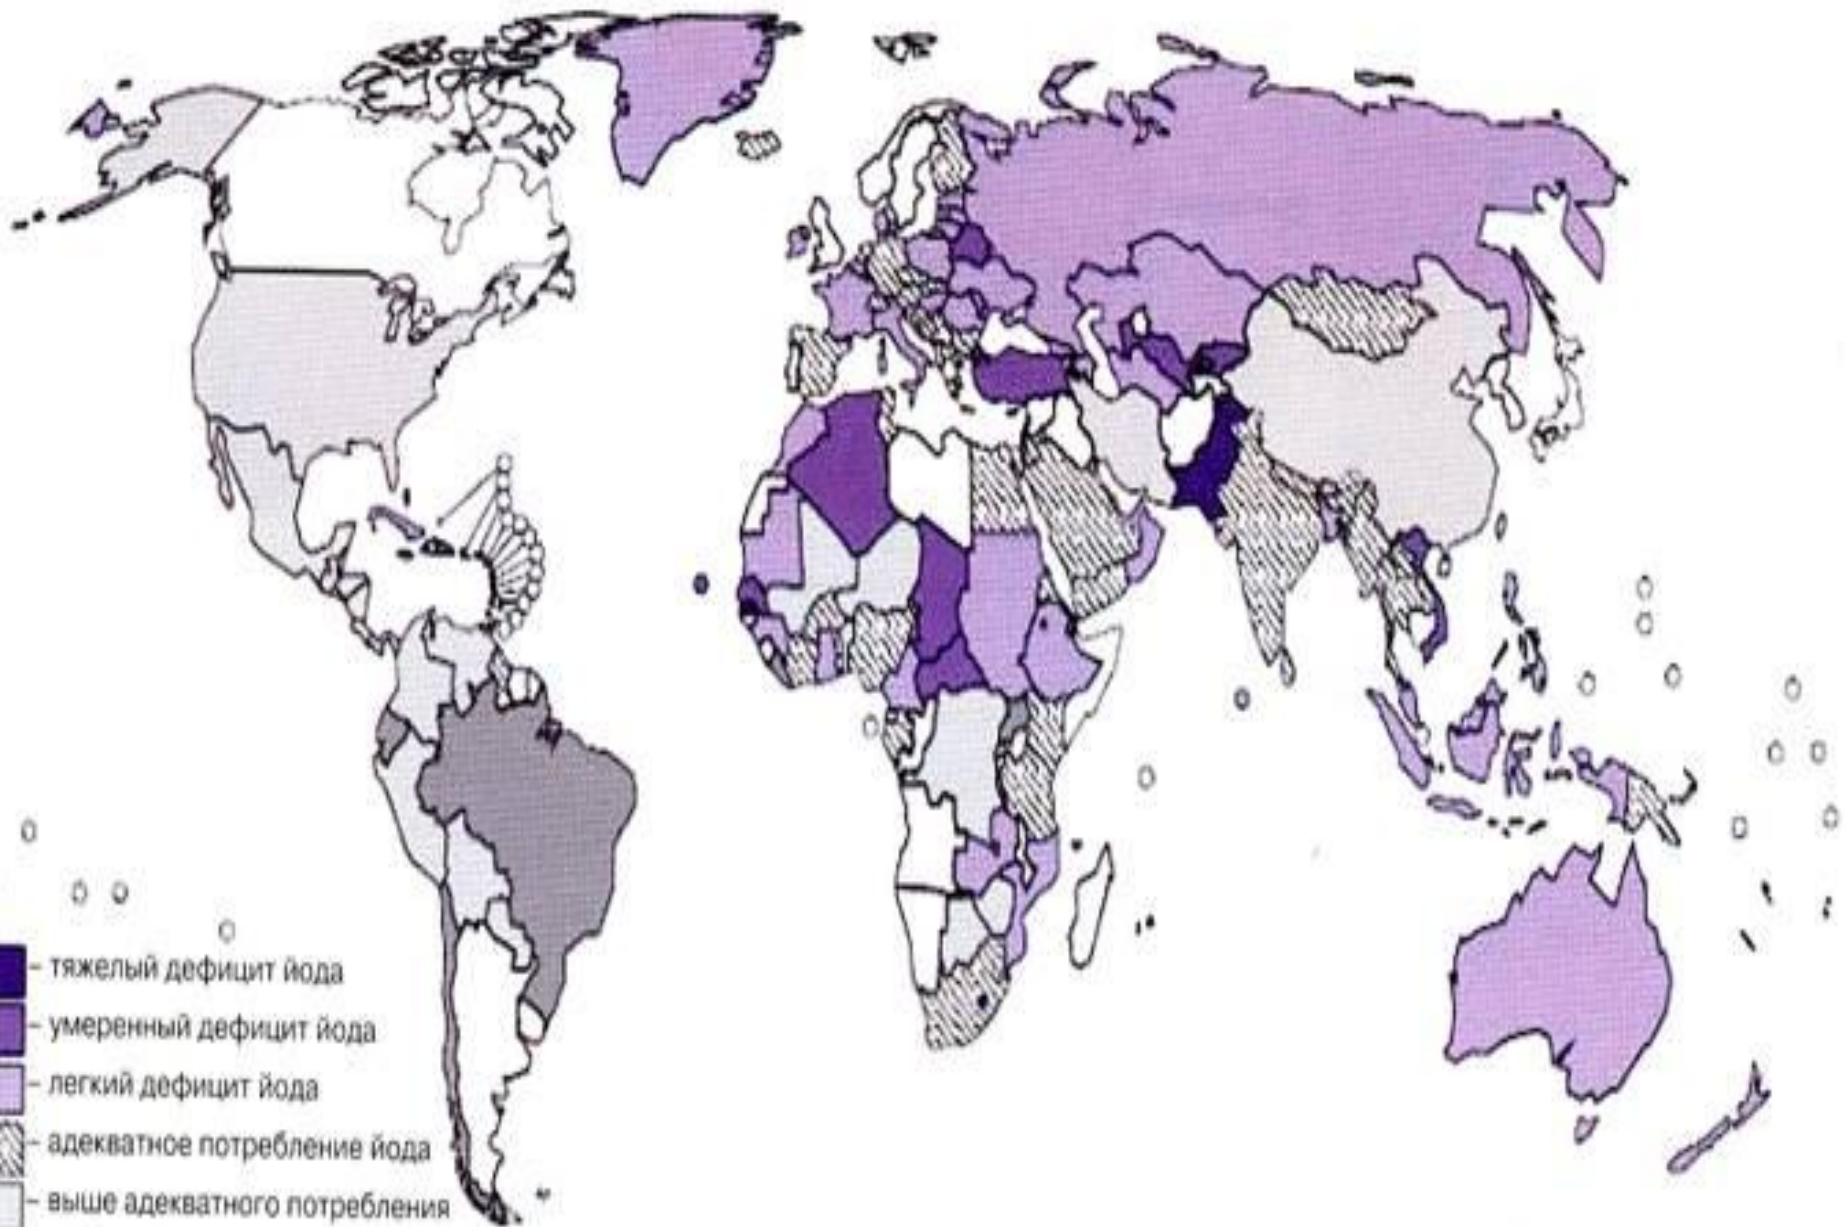 – тяжелый дефицит йода
– умеренный дефицит йода
– легкий дефицит йода
– адекватное потребление йода
– выше адекватного потребления